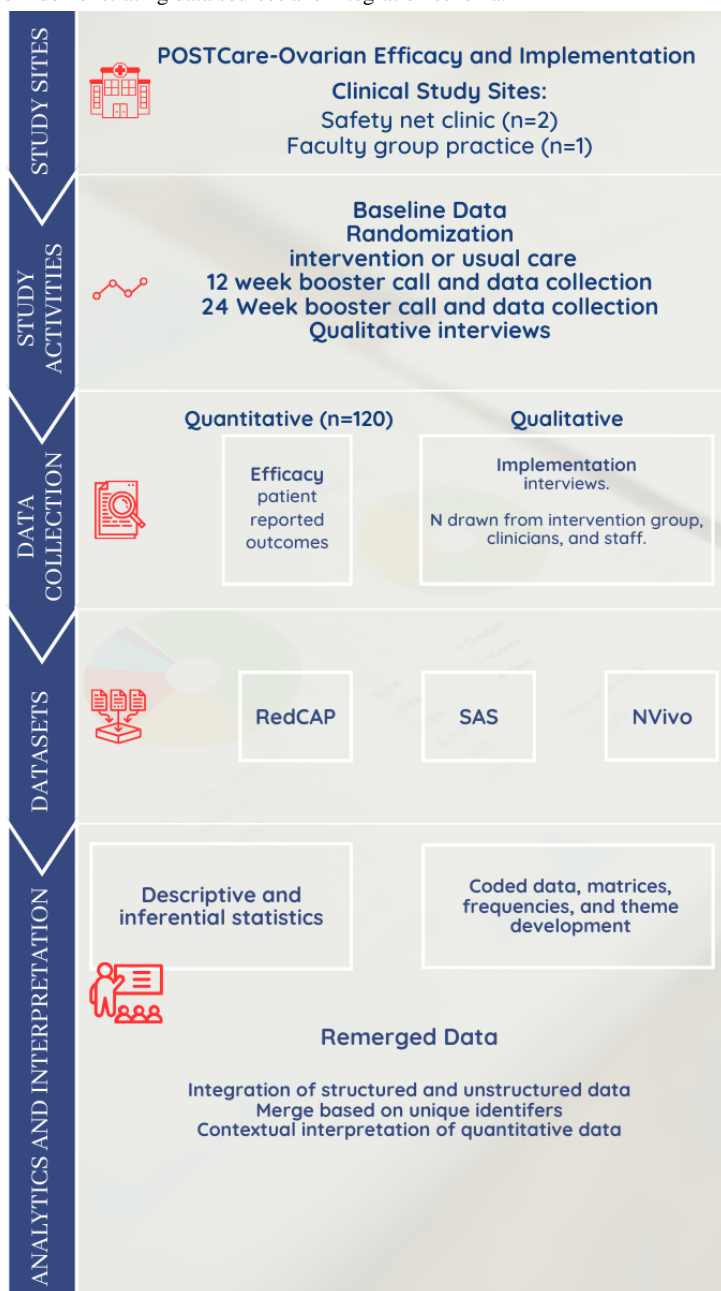 STUDY SITES
POSTCare-Ovarian Efficacy and Implementation
Clinical Study Sites:
Safety net clinic (n=2)
Faculty group practice (n=1)
STUDY
ACTIVITIES
Baseline Data
Randomization
intervention or usual care
12 week booster call and data collection
24 Week booster call and data collection
Qualitative interviews
DATA
COLLECTION
Quantitative (n=120)
Efficacy
patient
reported
outcomes
Qualitative
Implementation
interviews.
N drawn from intervention group,
clinicians, and staff.
DATASETS
RedCAP
SAS
NVivo
ANALYTICS AND INTERPRETATION
Descriptive and
inferential statistics
Coded data, matrices,
frequencies, and theme
development
Remerged Data
Integration of structured and unstructured data
Merge based on unique identifers
Contextual interpretation of quantitative data